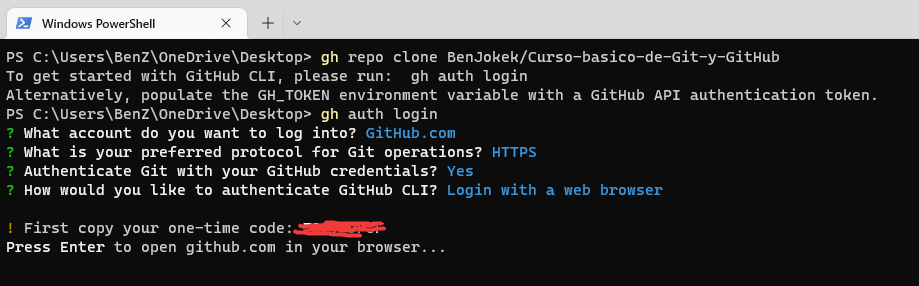 Windows PowerShell
PS C:\Users\BenZ\OneDrive\Desktop> gh repo clone BenJokek/Curso-basico-de-Git-y-GitHub
To get started with GitHub CLI, please run:  gh auth login
Alternatively, populate the GH_TOKEN environment variable with a GitHub API authentication token.
PS C:\Users\BenZ\OneDrive\Desktop> gh auth login
? What account do you want to log into? GitHub.com
? What is your preferred protocol for Git operations? HTTPS
? Authenticate Git with your GitHub credentials? Yes
? How would you like to authenticate GitHub CLI? Login with a web browser
! First copy your one-time code:
Press Enter to open github.com in your browser...